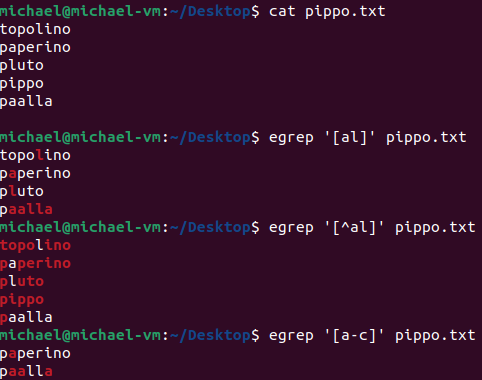 michael@michael-vm:~/Desktop$ cat pippo.txt
topolino
paperino
pluto
pippo
paalla
michael@michael-vm:~/Desktop$ egrep '[al]' pippo.txt
topolino
paperino
pluto
paalla
michael@michael-vm:~/Desktop$ egrep '[^al]' pippo.txt
topolino
paperino
pluto
pippo
paalla
michael@michael-vm:~/Desktop$ egrep '[a-c]' pippo.txt
paperino
paalla